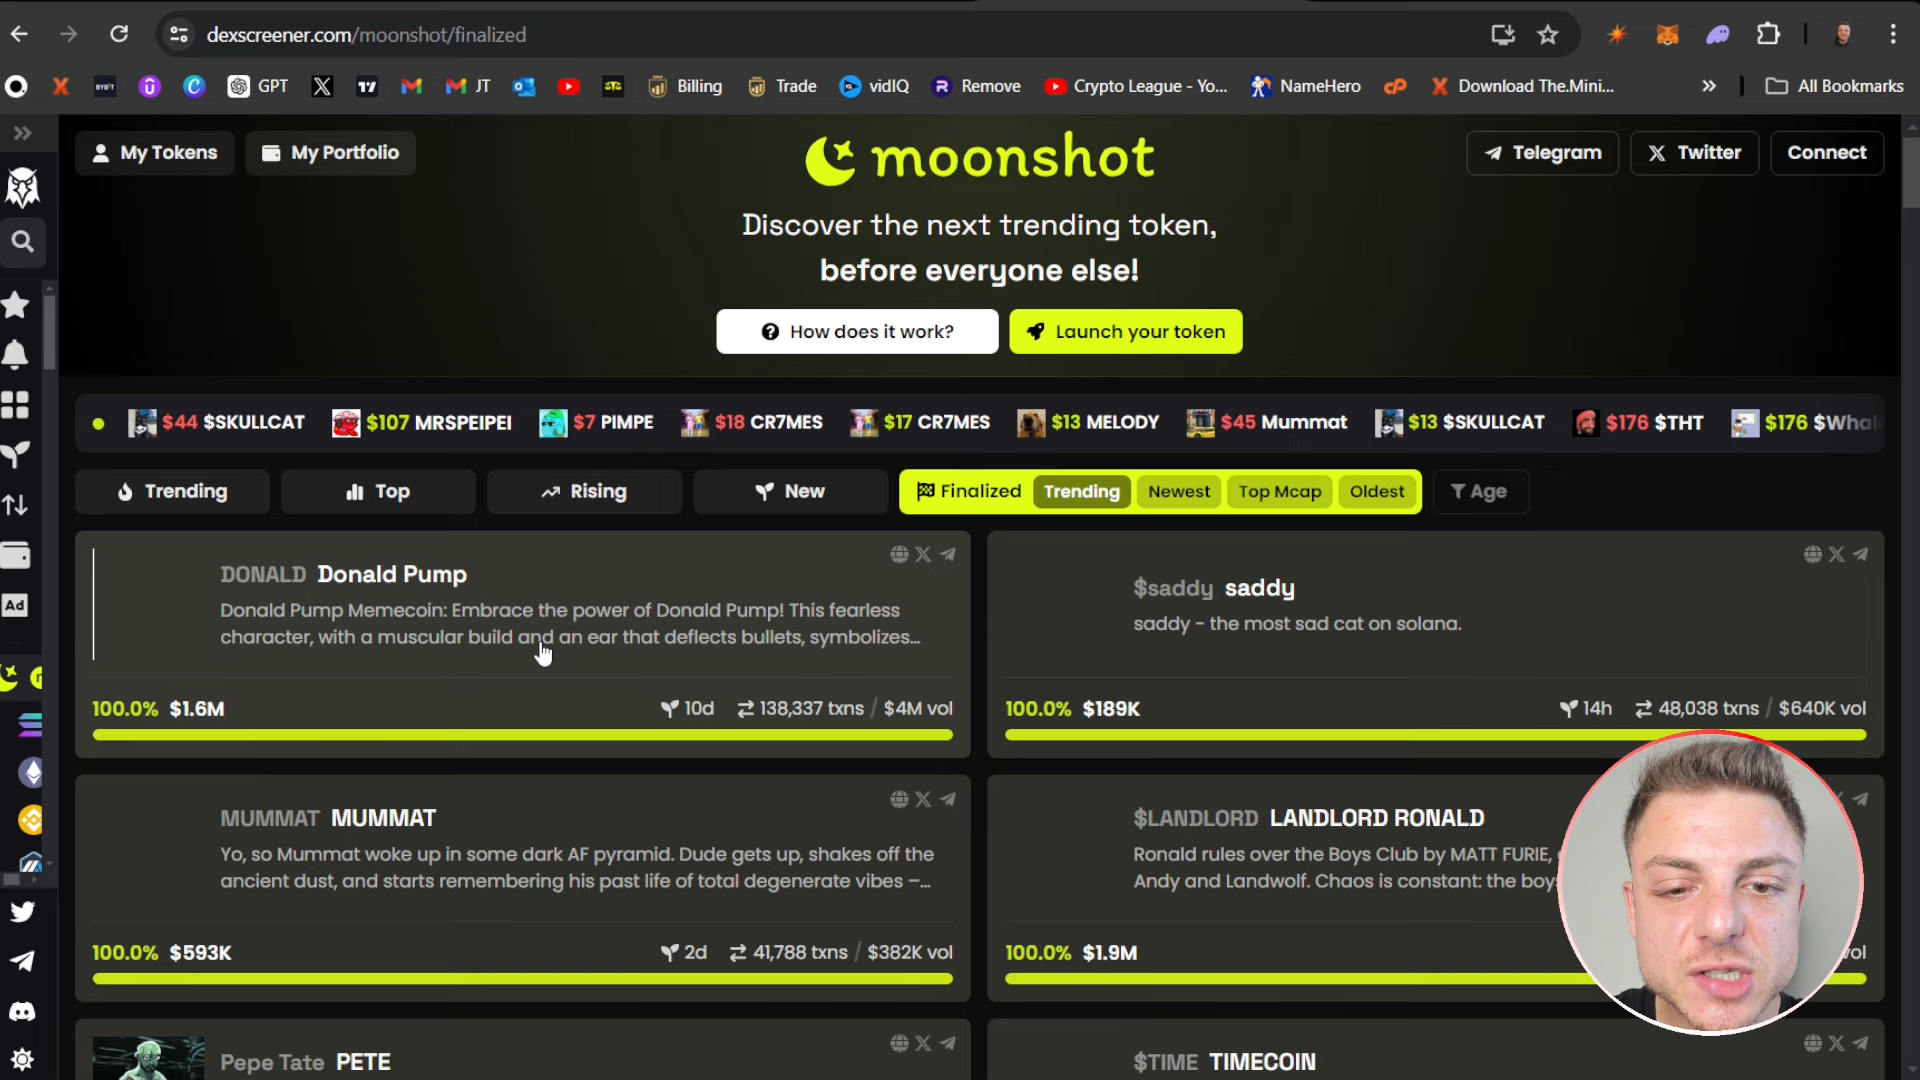 dexscreener.com/moonshot/finalized
GPT
JT
Billing
Trade
vidIQ
Remove
Crypto League - Yo...
NameHero
Download The.Mini...
All Bookmarks
My Tokens
My Portfolio
moonshot
Telegram
Twitter
Connect
Discover the next trending token,
before everyone else!
How does it work?
Launch your token
$44 $SKULLCAT
$107 MRSPEIPEI
$7 PIMPE
$18 CR7MES
$17 CR7MES
$13 MELODY
$45 Mummat
$13 $SKULLCAT
$176 $THT
$176 $Whal
Trending
Top
Rising
New
Finalized
Trending
Newest
Top Mcap
Oldest
Age
Ad
DONALD Donald Pump
Donald Pump Memecoin: Embrace the power of Donald Pump! This fearless
character, with a muscular build and an ear that deflects bullets, symbolizes...
100.0% $1.6M
10d
138,337 txns / $4M vol
$saddy saddy
saddy - the most sad cat on solana.
100.0% $189K
14h
48,038 txns / $640K vol
MUMMAT MUMMAT
Yo, so Mummat woke up in some dark AF pyramid. Dude gets up, shakes off the
ancient dust, and starts remembering his past life of total degenerate vibes –...
100.0% $593K
2d
41,788 txns / $382K vol
$LANDLORD LANDLORD RONALD
Ronald rules over the Boys Club by MATT FURIE,
Andy and Landwolf. Chaos is constant: the boys
100.0% $1.9M
vol
Pepe Tate PETE
$TIME TIMECOIN